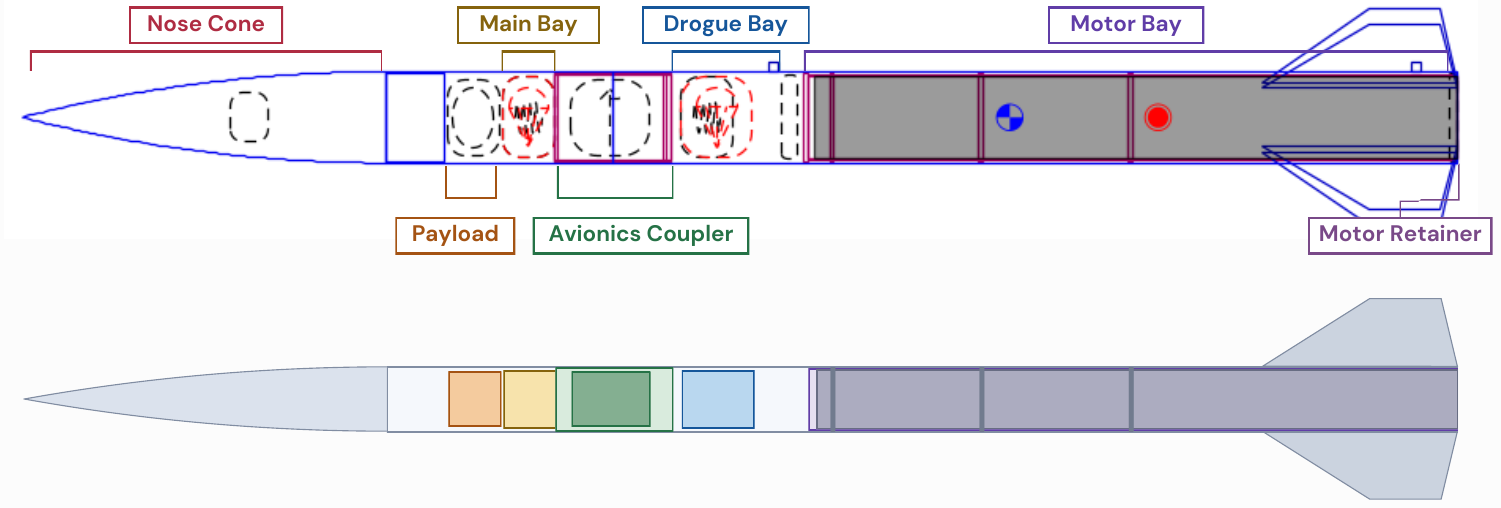 Nose Cone
Main Bay
Drogue Bay
Motor Bay
Payload
Avionics Coupler
Motor Retainer